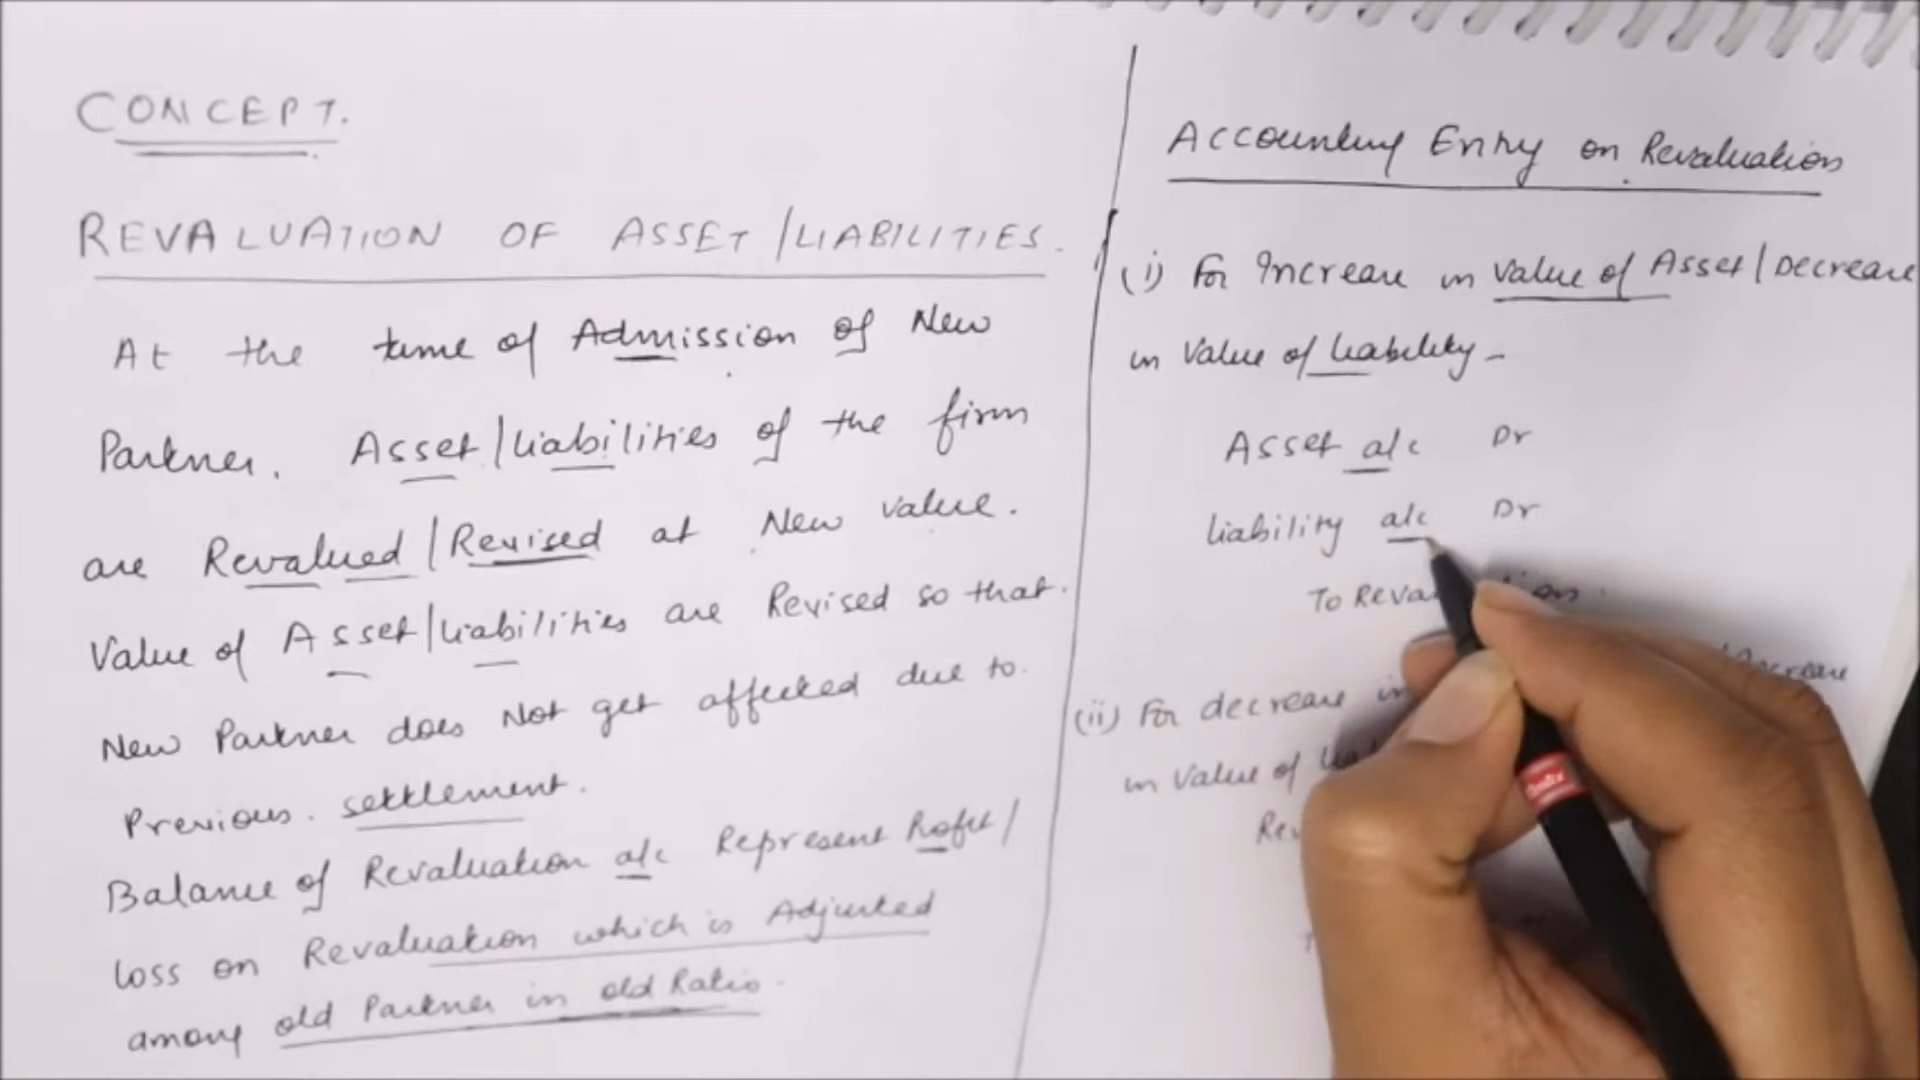 CONCEPT.
REVALUATION OF ASSET/LIABILITIES.
At the time of Admission of New
Partner. Asset/liabilities of the firm
are Revalued/Revised at New value.
Value of Asset/liabilities are Revised so that.
New Partner does Not get affected due to.
Previous. settlement.
Balance of Revaluation a/c Represent Profit/
loss on Revaluation which is Adjusted
among old Partner in old Ratio.
Accounting Entry on Revaluation
(i) For Increase in value of Asset/Decrease
in Value of liability-
Asset a/c Dr
liability a/c Dr
To
(ii) For decrease in
in Value of